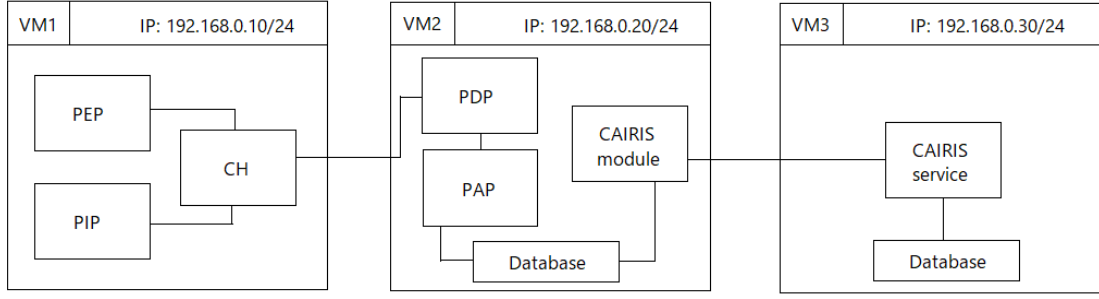 VM1
IP: 192.168.0.10/24
PEP
CH
PIP
VM2
IP: 192.168.0.20/24
PDP
CAIRIS
module
PAP
Database
VM3
IP: 192.168.0.30/24
CAIRIS
service
Database